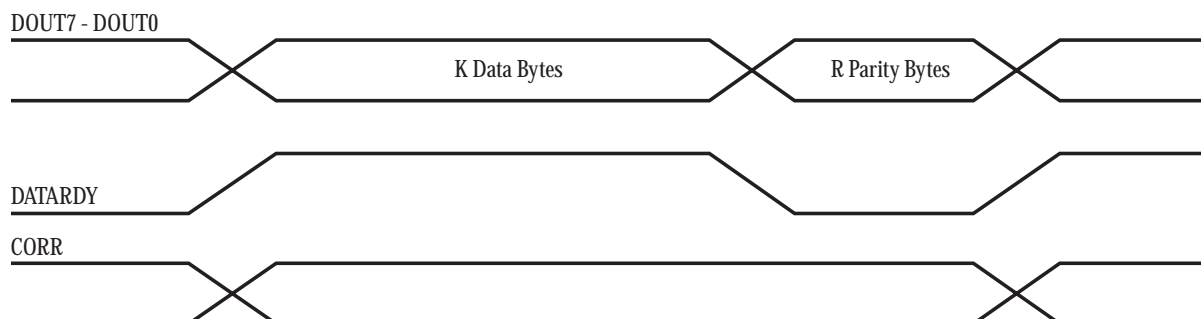 DOUT7 - DOUT0
K Data Bytes
R Parity Bytes
DATARDY
CORR